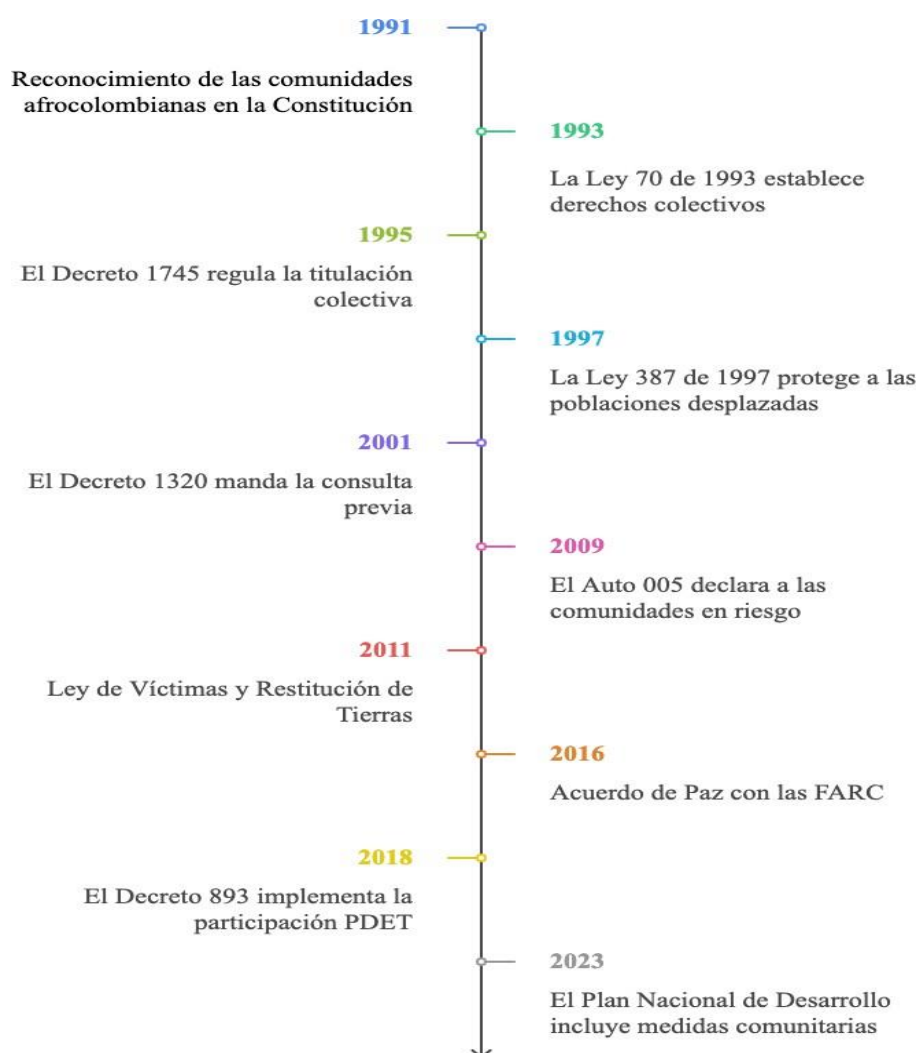 1991
Reconocimiento de las comunidades
afrocolombianas en la Constitución
1993
La Ley 70 de 1993 establece
derechos colectivos
1995
El Decreto 1745 regula la titulación
colectiva
1997
La Ley 387 de 1997 protege a las
poblaciones desplazadas
2001
El Decreto 1320 manda la consulta
previa
2009
El Auto 005 declara a las
comunidades en riesgo
2011
Ley de Víctimas y Restitución de
Tierras
2016
Acuerdo de Paz con las FARC
2018
El Decreto 893 implementa la
participación PDET
2023
El Plan Nacional de Desarrollo
incluye medidas comunitarias